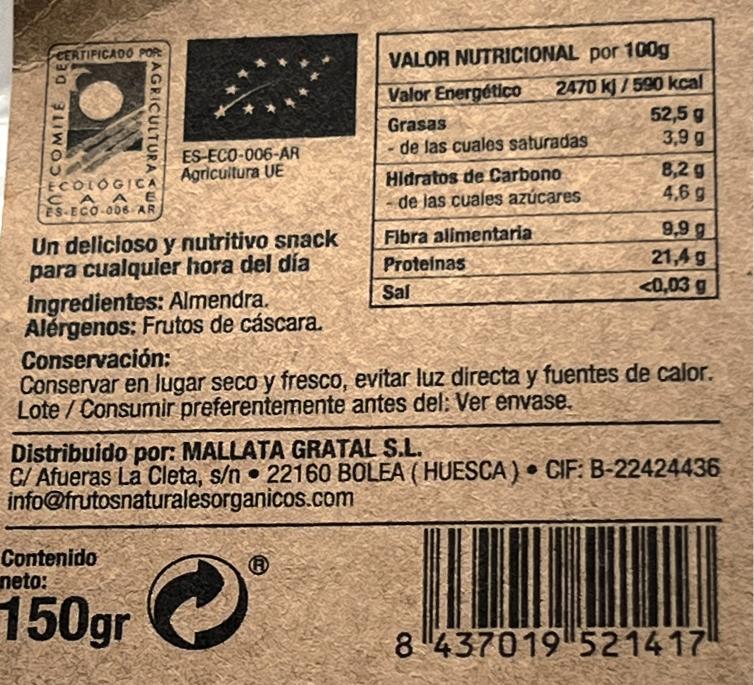 CERTIFICADO POR:
COMITÉ DE
AGRICULTURA
ECOLÓGICA
C A A E
ES-ECO-006-AR
ES-ECO-006-AR
Agricultura UE
VALOR NUTRICIONAL por 100g
Valor Energético 2470 kj / 590 kcal
Grasas 52,5 g
- de las cuales saturadas 3,9 g
Hidratos de Carbono 8,2 g
- de las cuales azúcares 4,6 g
Fibra alimentaria 9,9 g
Proteinas 21,4 g
Sal <0,03 g
Un delicioso y nutritivo snack
para cualquier hora del día
Ingredientes: Almendra.
Alérgenos: Frutos de cáscara.
Conservación:
Conservar en lugar seco y fresco, evitar luz directa y fuentes de calor.
Lote / Consumir preferentemente antes del: Ver envase.
Distribuido por: MALLATA GRATAL S.L.
C/ Afueras La Cleta, s/n • 22160 BOLEA ( HUESCA ) • CIF: B-22424436
info@frutosnaturalesorganicos.com
Contenido
neto:
150gr
®
8 437019 521417